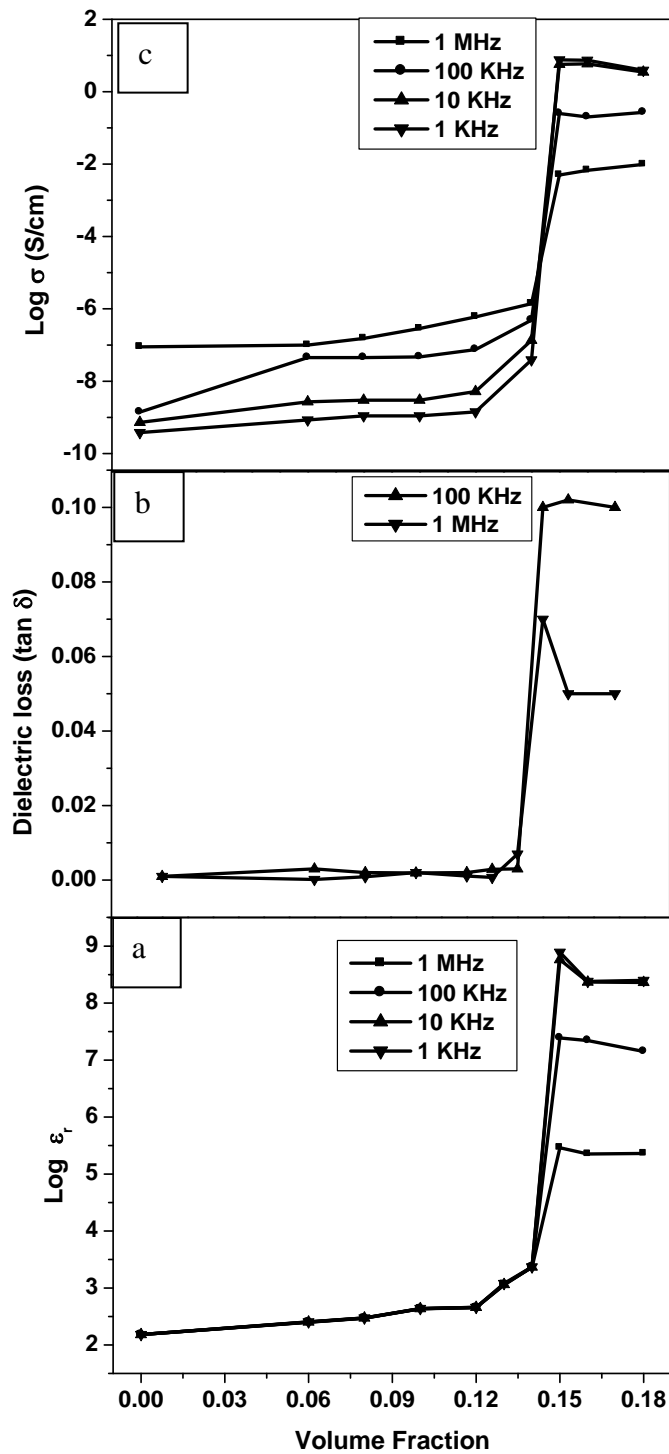 c
1 MHz
100 KHz
10 KHz
1 KHz
2
0
-2
-4
-6
-8
-10
Log σ (S/cm)
b
100 KHz
1 MHz
0.10
0.08
0.06
0.04
0.02
0.00
Dielectric loss (tan δ)
a
1 MHz
100 KHz
10 KHz
1 KHz
9
8
7
6
5
4
3
2
Log εr
0.00 0.03 0.06 0.09 0.12 0.15 0.18
Volume Fraction